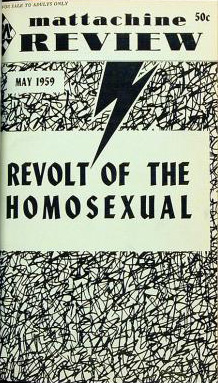 FOR SALE TO ADULTS ONLY
mattachine
50c
REVIEW
MAY 1959
REVOLT OF THE
HOMOSEXUAL